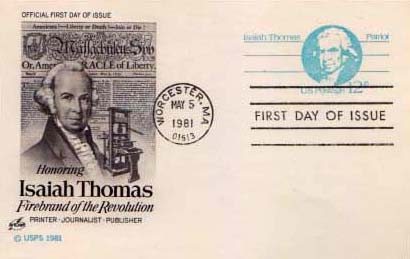 OFFICIAL FIRST DAY OF ISSUE
Americans!—Liberty or Death!—Join or Die!
Massachusetts Spy
Or, Amer ORACLE of Liberty.
Honoring
Isaiah Thomas
Firebrand of the Revolution
PRINTER · JOURNALIST · PUBLISHER
© USPS 1981
WORCESTER, MA
MAY 5
1981
01613
Isaiah Thomas Patriot
US Postage 12¢
FIRST DAY OF ISSUE